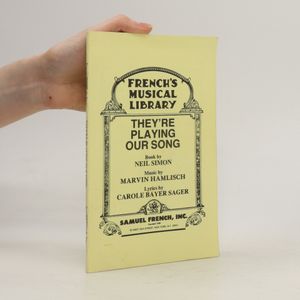 FRENCH'S
MUSICAL
LIBRARY
THEY'RE
PLAYING
OUR SONG
Book by
NEIL SIMON
Music by
MARVIN HAMLISCH
Lyrics by
CAROLE BAYER SAGER
SAMUEL FRENCH, INC.